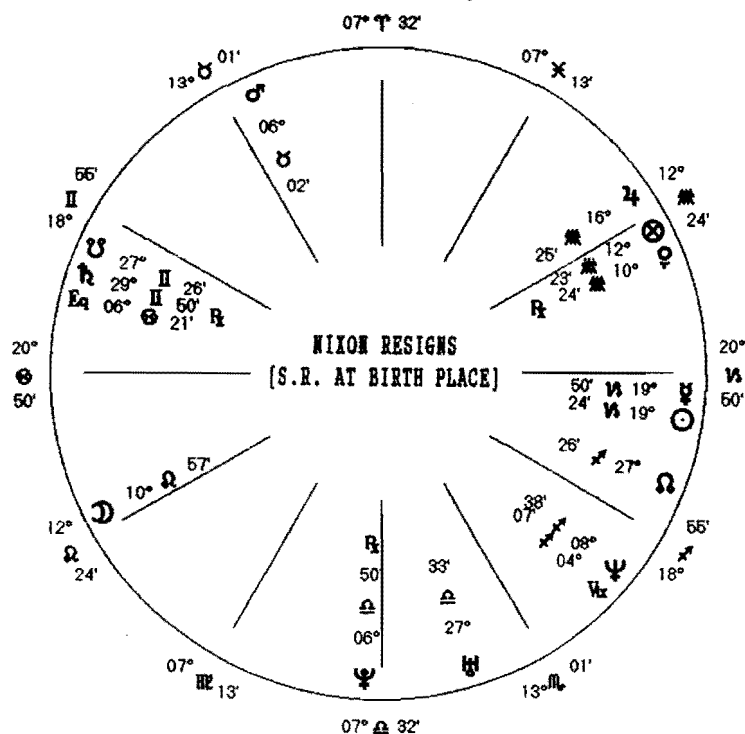 07° ♈ 32'
13° ♉ 01'
07° ♓ 13'
♂
06°
♉
02'
55'
♊
18°
12°
♒
24'
♃
16°
♒
25'
⊗
12°
♒
23'
♀
10°
♒
24'
℞
☋
27° ♊ 26'
♄
29° ♊ 50'
Eq 06° ♋ 21' ℞
NIXON RESIGNS
[S.R. AT BIRTH PLACE]
20°
♋
50'
20°
♑
50'
50' ♑ 19° ☿
24' ♑ 19° ☉
26' ♐ 27° ☊
☽ 10° ♌ 57'
12°
♌
24'
38' ♐ 08° ♆
07' ♐ 04° Vtx
55'
♐
18°
℞
50'
♎
06°
♇
33'
♎
27°
♅
07° ♍ 13'
13° ♏ 01'
07° ♎ 32'